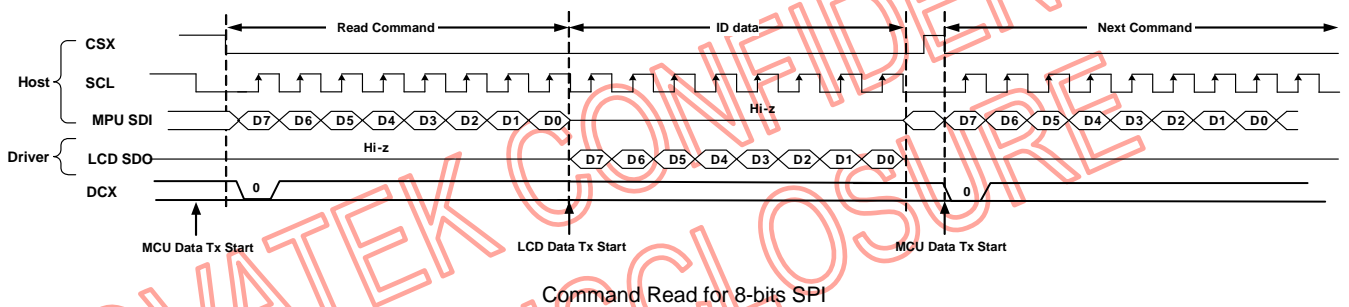 Read Command
ID data
Next Command
Host
CSX
SCL
MPU SDI
D7 D6 D5 D4 D3 D2 D1 D0
Hi-z
D7 D6 D5 D4 D3 D2 D1 D0
Driver
LCD SDO
Hi-z
D7 D6 D5 D4 D3 D2 D1 D0
DCX
0
0
MCU Data Tx Start
LCD Data Tx Start
MCU Data Tx Start
Command Read for 8-bits SPI